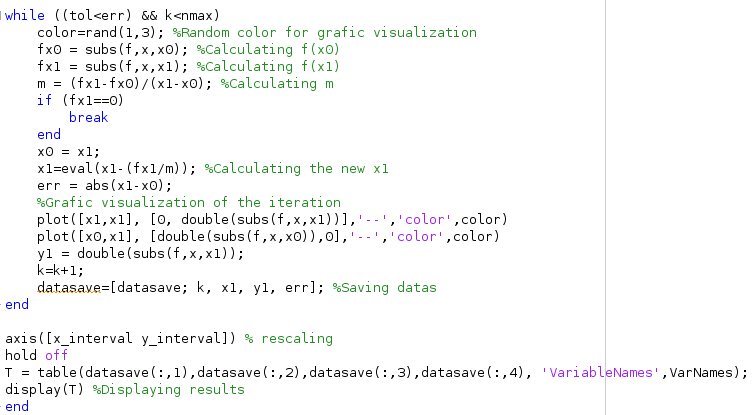 while ((tol<err) && k<nmax)
color=rand(1,3); %Random color for grafic visualization
fx0 = subs(f,x,x0); %Calculating f(x0)
fx1 = subs(f,x,x1); %Calculating f(x1)
m = (fx1-fx0)/(x1-x0); %Calculating m
if (fx1==0)
break
end
x0 = x1;
x1=eval(x1-(fx1/m)); %Calculating the new x1
err = abs(x1-x0);
%Grafic visualization of the iteration
plot([x1,x1], [0, double(subs(f,x,x1))],'--','color',color)
plot([x0,x1], [double(subs(f,x,x0)),0],'--','color',color)
y1 = double(subs(f,x,x1));
k=k+1;
datasave=[datasave; k, x1, y1, err]; %Saving datas
end
axis([x_interval y_interval]) % rescaling
hold off
T = table(datasave(:,1),datasave(:,2),datasave(:,3),datasave(:,4), 'VariableNames',VarNames);
display(T) %Displaying results
end